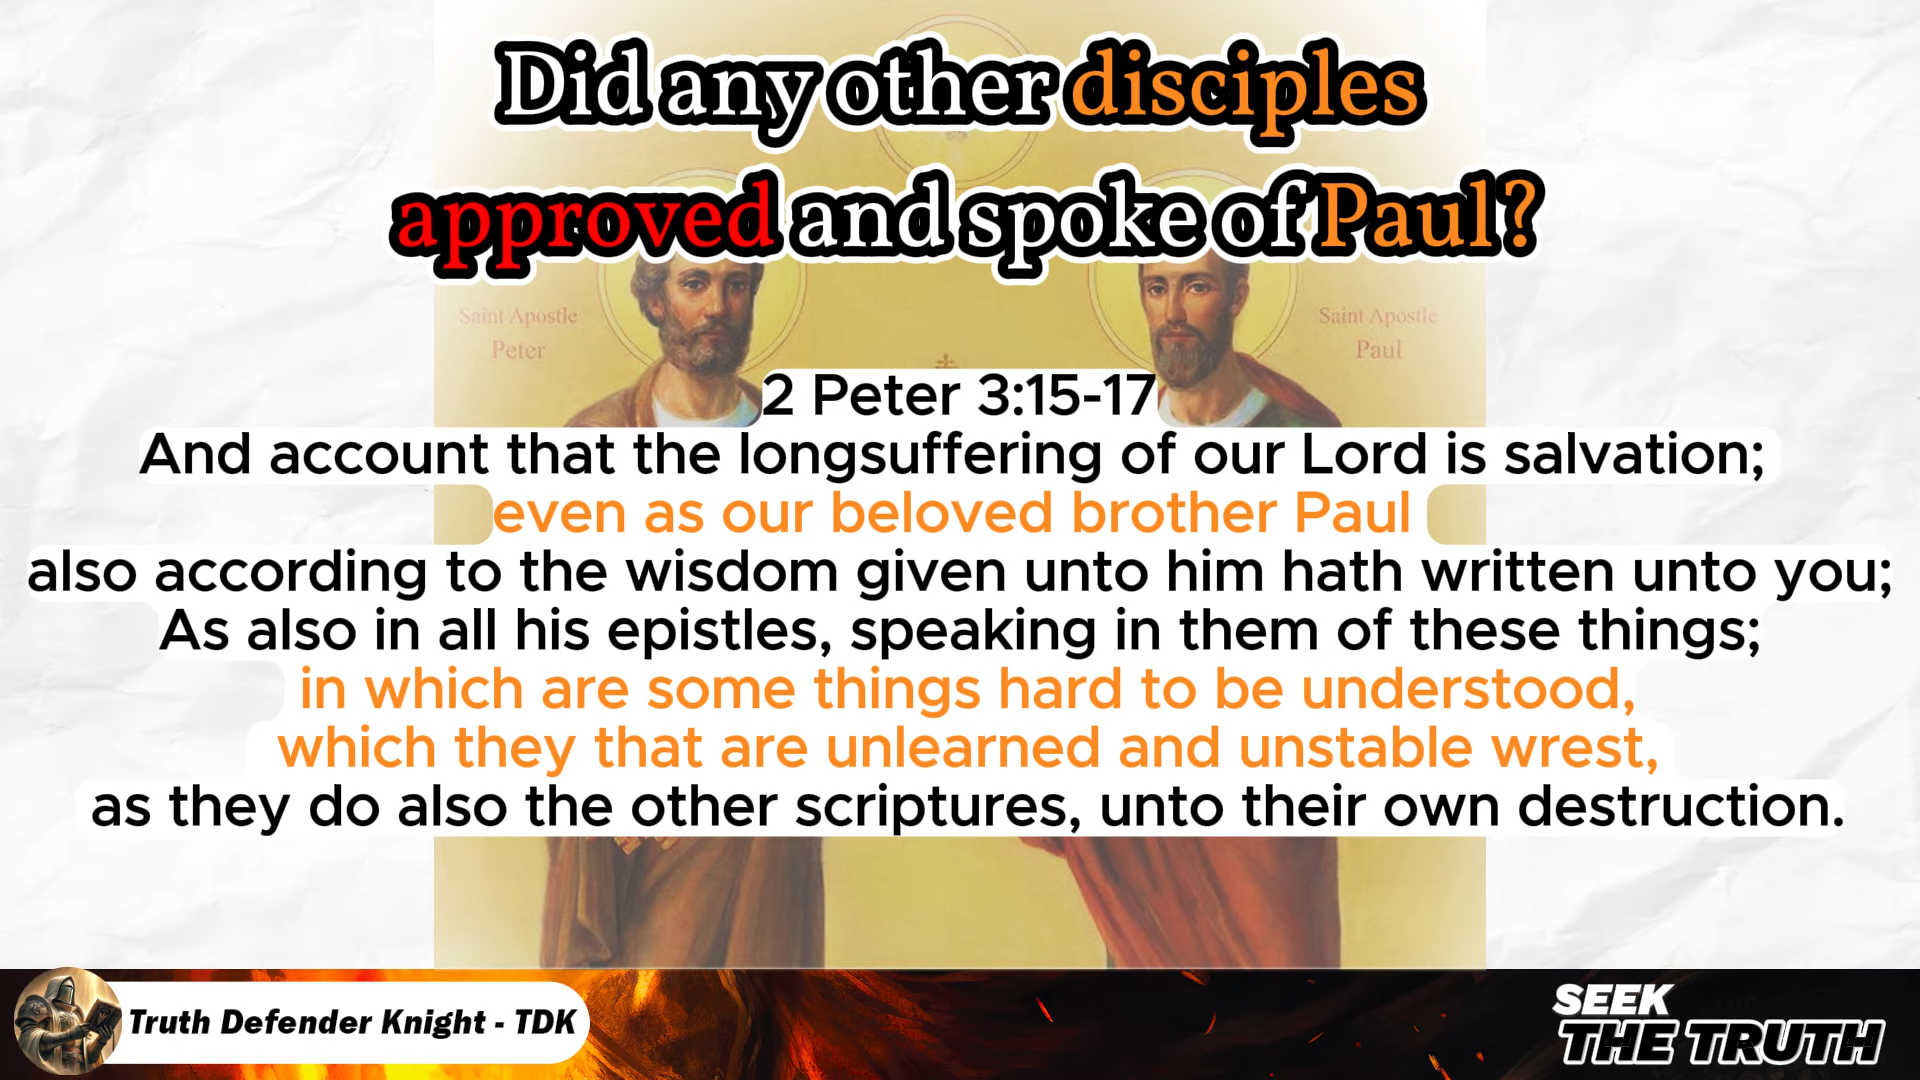 Did any other disciples
approved and spoke of Paul?
Saint Apostle
Peter
Saint Apostle
Paul
2 Peter 3:15-17
And account that the longsuffering of our Lord is salvation;
even as our beloved brother Paul
also according to the wisdom given unto him hath written unto you;
As also in all his epistles, speaking in them of these things;
in which are some things hard to be understood,
which they that are unlearned and unstable wrest,
as they do also the other scriptures, unto their own destruction.
Truth Defender Knight - TDK
SEEK
THE TRUTH